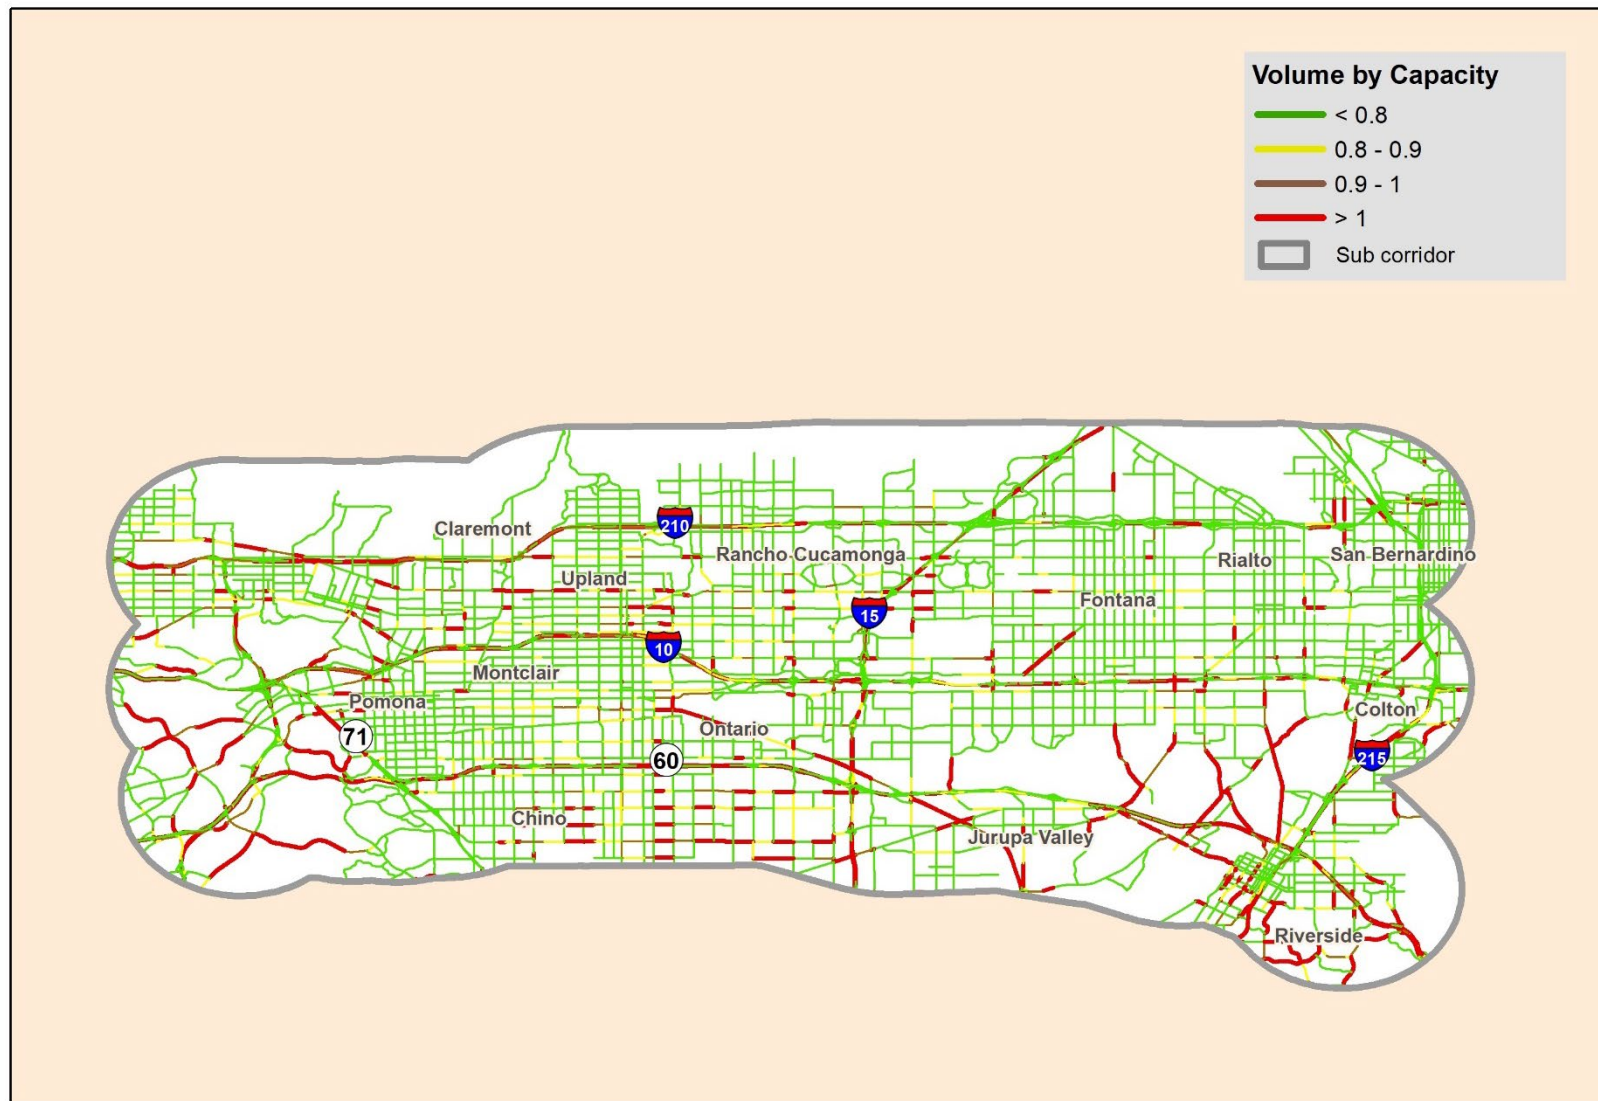 Volume by Capacity
< 0.8
0.8 - 0.9
0.9 - 1
> 1
Sub corridor
210
Claremont
Rancho Cucamonga
Rialto
San Bernardino
Upland
Fontana
15
10
Montclair
Pomona
Colton
71
Ontario
60
215
Chino
Jurupa Valley
Riverside